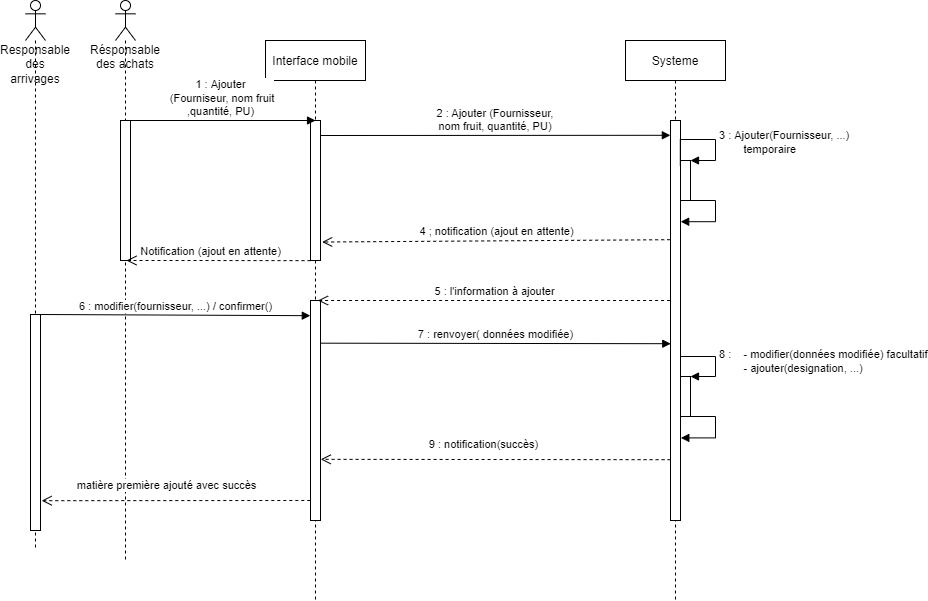 Responsable
des
arrivages
Résponsable
des achats
Interface mobile
Systeme
1 : Ajouter
(Fourniseur, nom fruit
,quantité, PU)
2 : Ajouter (Fournisseur,
nom fruit, quantité, PU)
3 : Ajouter(Fournisseur, ...)
temporaire
4 ; notification (ajout en attente)
Notification (ajout en attente)
5 : l'information à ajouter
6 : modifier(fournisseur, ...) / confirmer()
7 : renvoyer( données modifiée)
8 : - modifier(données modifiée) facultatif
- ajouter(designation, ...)
9 : notification(succès)
matière première ajouté avec succès